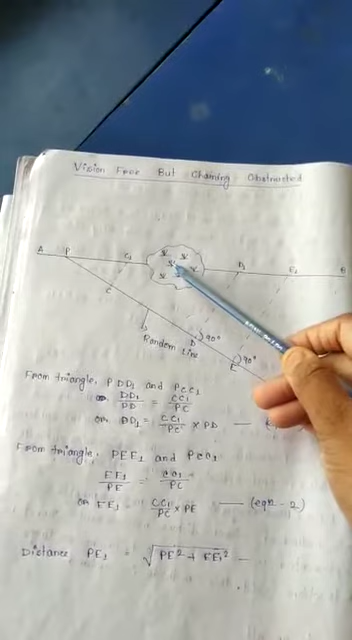 Vision Free But Chaining Obstructed
A P C₁ D₁ E₁ B
C
Random Line
D 90°
E 90°
From triangle, PDD₁ and PCC₁
or DD₁/PD = CC₁/PC
or DD₁ = CC₁/PC × PD —
From triangle, PEE₁ and PCC₁
EE₁/PE = CC₁/PC
or EE₁ = CC₁/PC × PE — (eqn - 2)
Distance PE₁ = √PE² + EE₁² —